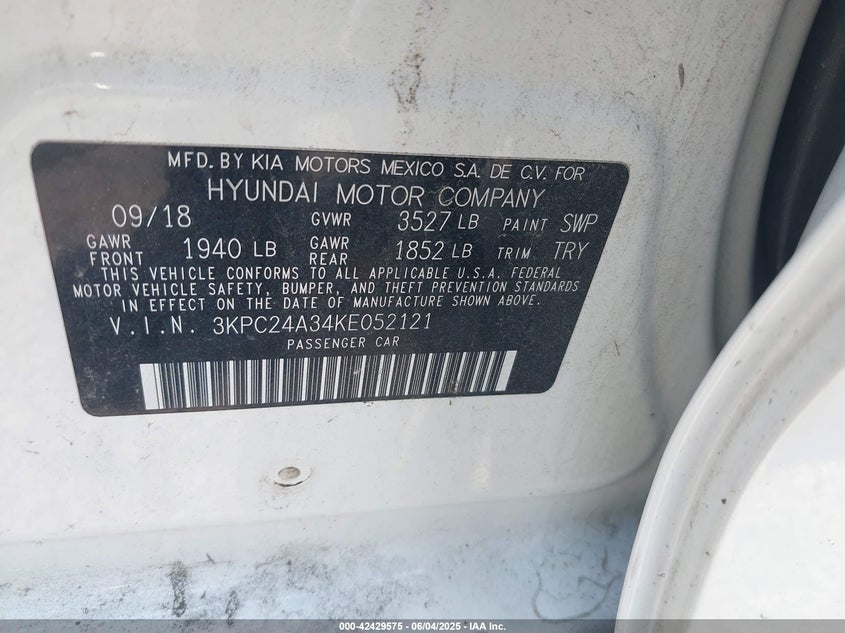 MFD. BY KIA MOTORS MEXICO S.A. DE C.V. FOR
HYUNDAI MOTOR COMPANY
09/18 GVWR 3527 LB PAINT SWP
GAWR FRONT 1940 LB GAWR REAR 1852 LB TRIM TRY
THIS VEHICLE CONFORMS TO ALL APPLICABLE U.S.A. FEDERAL
MOTOR VEHICLE SAFETY, BUMPER, AND THEFT PREVENTION STANDARDS
IN EFFECT ON THE DATE OF MANUFACTURE SHOWN ABOVE.
V.I.N. 3KPC24A34KE052121
PASSENGER CAR
000-42429575 - 06/04/2025 - IAA Inc.